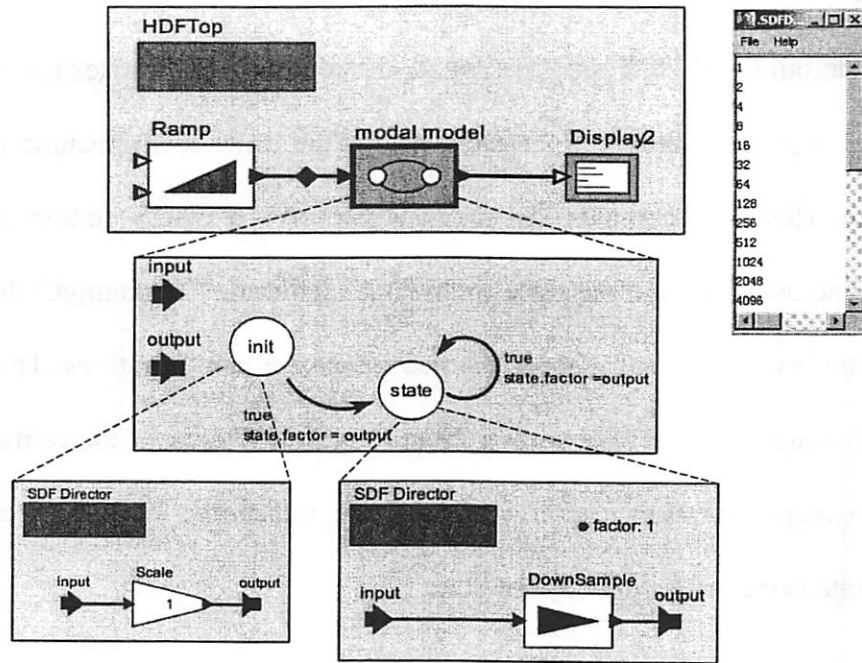 HDFTop
Ramp
modal model
Display2
SDFD... _ □ ×
File Help
1
2
4
8
16
32
64
128
256
512
1024
2048
4096
input
output
init
state
true
state.factor =output
true
state.factor = output
SDF Director
input
Scale
1
output
SDF Director
factor: 1
input
DownSample
output